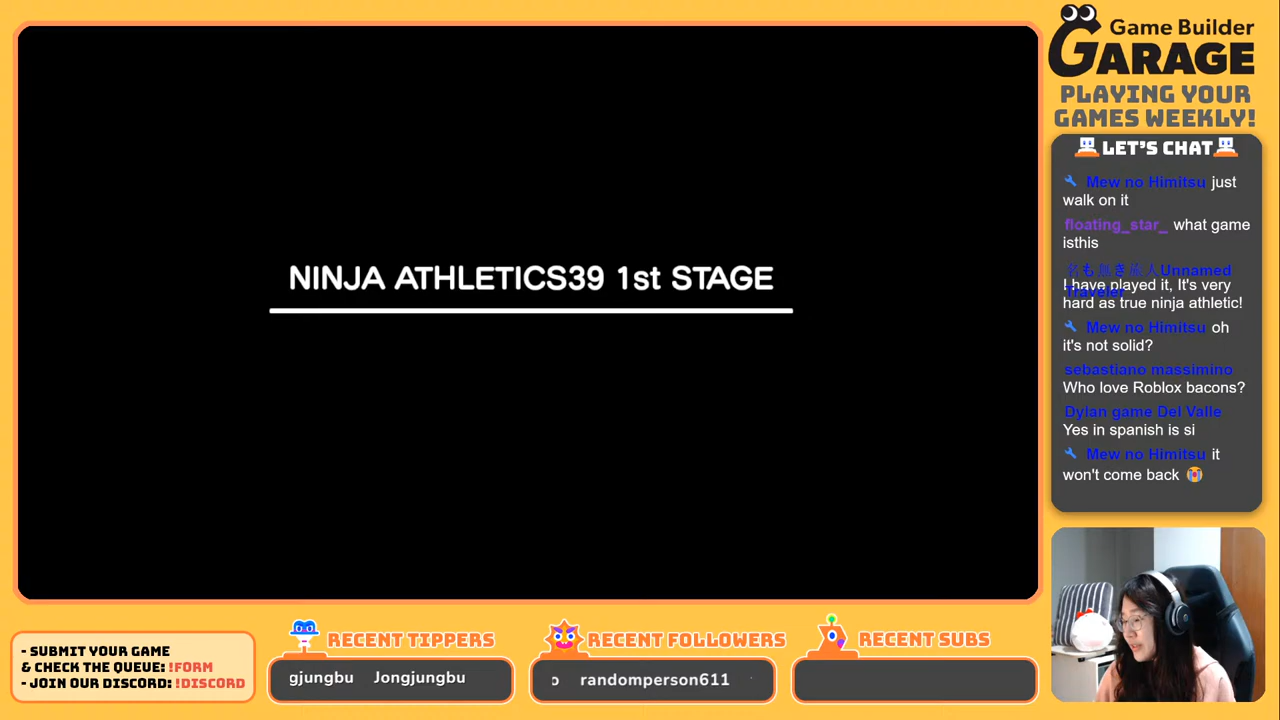 NINJA ATHLETICS39 1st STAGE
Game Builder
GARAGE
PLAYING YOUR
GAMES WEEKLY!
LET'S CHAT
Mew no Himitsu just
walk on it
floating_star_ what game
isthis
Unnamed
Traveler
I have played it, It's very
hard as true ninja athletic!
Mew no Himitsu oh
it's not solid?
sebastiano massimino
Who love Roblox bacons?
Dylan game Del Valle
Yes in spanish is si
Mew no Himitsu it
won't come back
- SUBMIT YOUR GAME
& CHECK THE QUEUE: !FORM
- JOIN OUR DISCORD: !DISCORD
RECENT TIPPERS
gjungbu Jongjungbu
RECENT FOLLOWERS
o randomperson611
RECENT SUBS